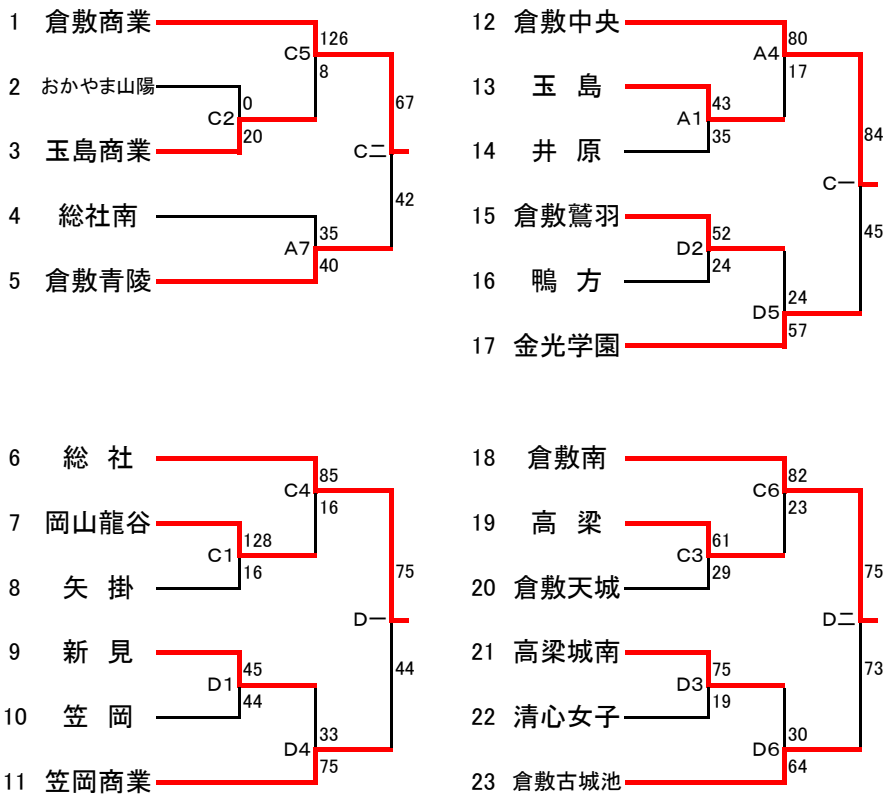 1 倉敷商業
126
C5
8
2 おかやま山陽
0
C2
20
67
3 玉島商業
C二
42
4 総社南
35
A7
40
5 倉敷青陵
12 倉敷中央
80
A4
17
13 玉 島
43
A1
35
84
14 井 原
C一
45
15 倉敷鷲羽
52
D2
24
16 鴨 方
24
D5
57
17 金光学園
6 総 社
85
C4
16
7 岡山龍谷
128
C1
16
75
8 矢 掛
D一
44
9 新 見
45
D1
44
10 笠 岡
33
D4
75
11 笠岡商業
18 倉敷南
82
C6
23
19 高 梁
61
C3
29
75
20 倉敷天城
D二
73
21 高梁城南
75
D3
19
22 清心女子
30
D6
64
23 倉敷古城池